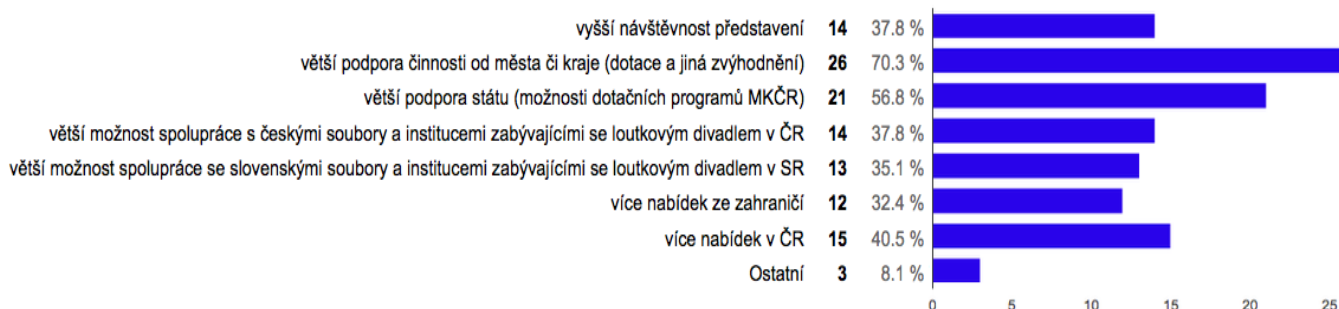 vyšší návštěvnost představení 14 37.8 %
větší podpora činnosti od města či kraje (dotace a jiná zvýhodnění) 26 70.3 %
větší podpora státu (možnosti dotačních programů MKČR) 21 56.8 %
větší možnost spolupráce s českými soubory a institucemi zabývajícími se loutkovým divadlem v ČR 14 37.8 %
větší možnost spolupráce se slovenskými soubory a institucemi zabývajícími se loutkovým divadlem v SR 13 35.1 %
více nabídek ze zahraničí 12 32.4 %
více nabídek v ČR 15 40.5 %
Ostatní 3 8.1 %
0 5 10 15 20 25